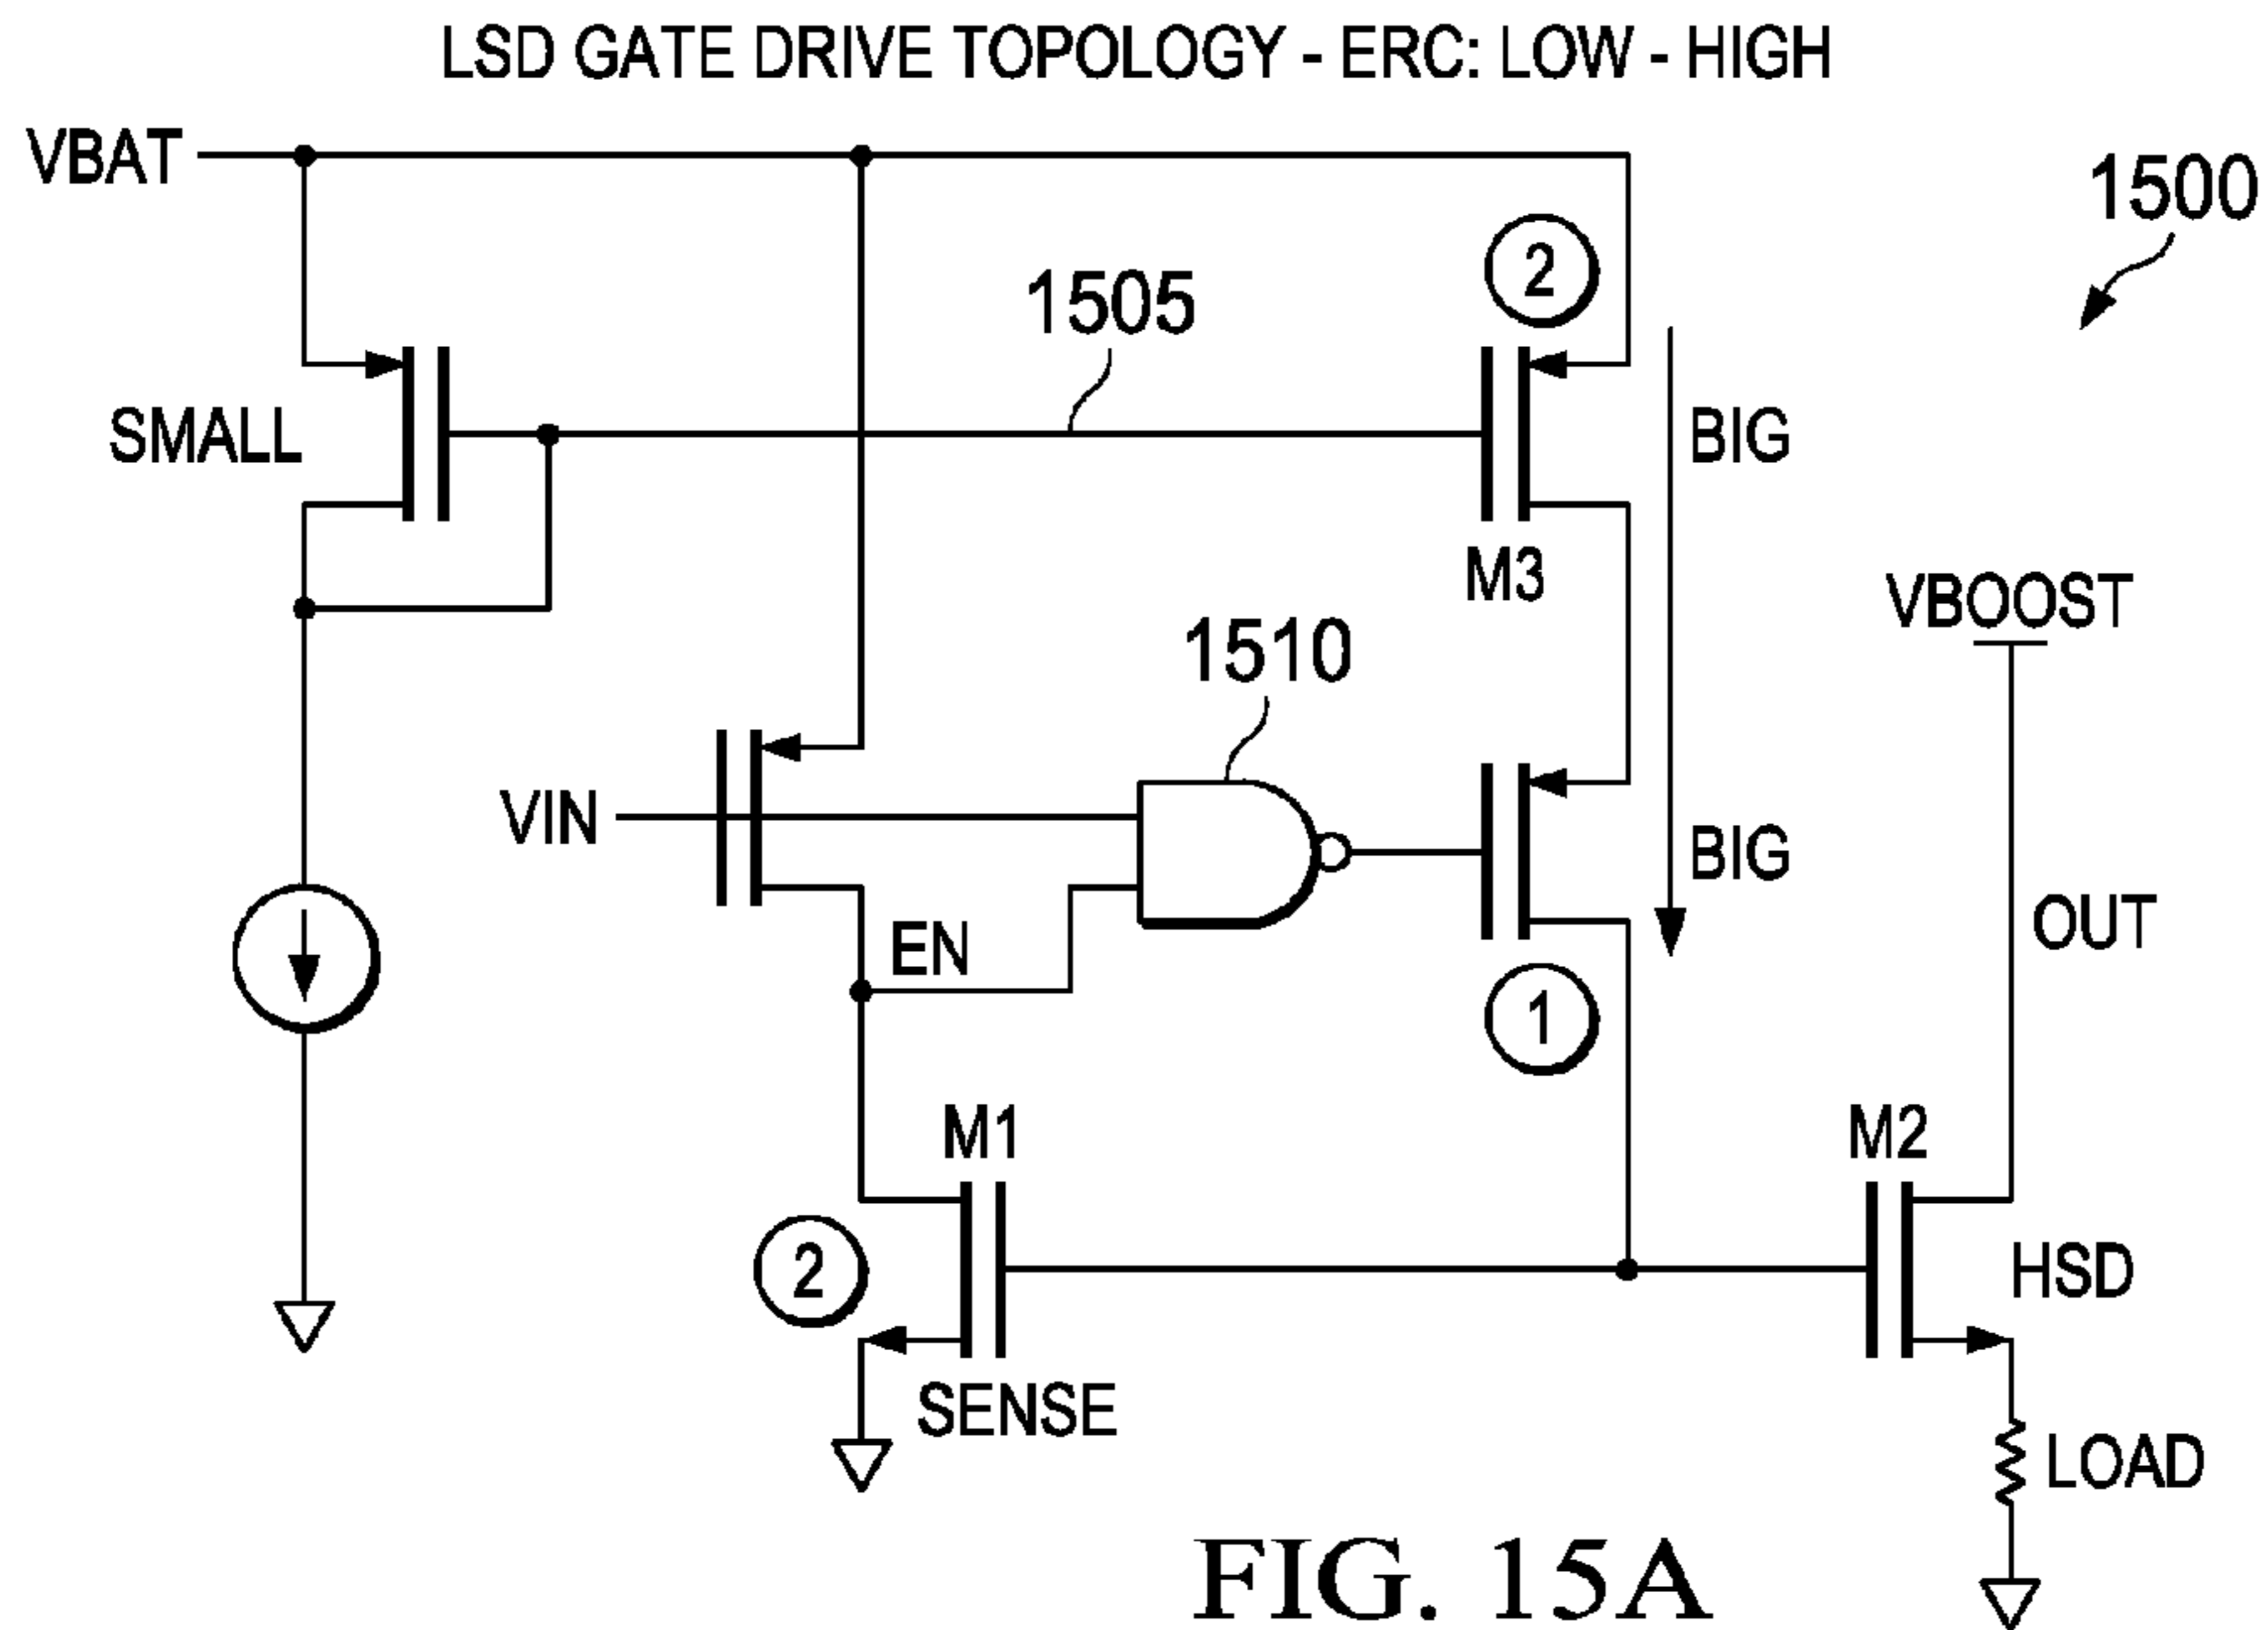 LSD GATE DRIVE TOPOLOGY - ERC: LOW - HIGH
VBAT
1500
2
1505
SMALL
BIG
M3
VBOOST
1510
VIN
BIG
OUT
EN
1
M1
M2
2
HSD
SENSE
LOAD
FIG. 15A